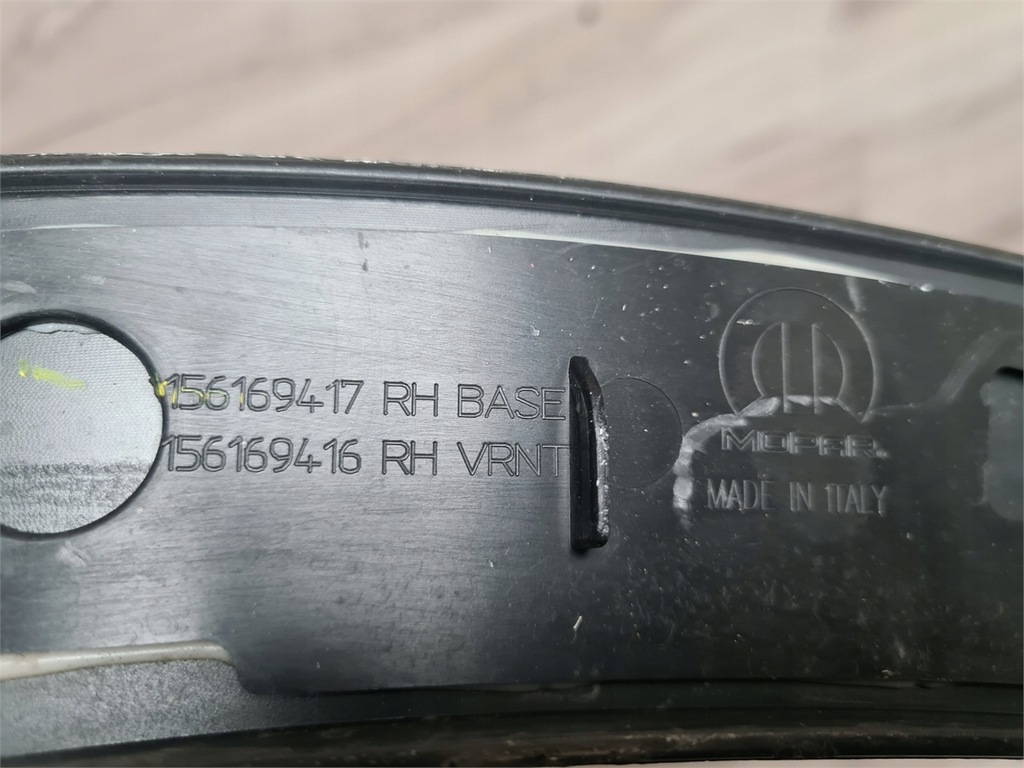 156169417 RH BASE
156169416 RH VRNT
MOPAR.
MADE IN ITALY